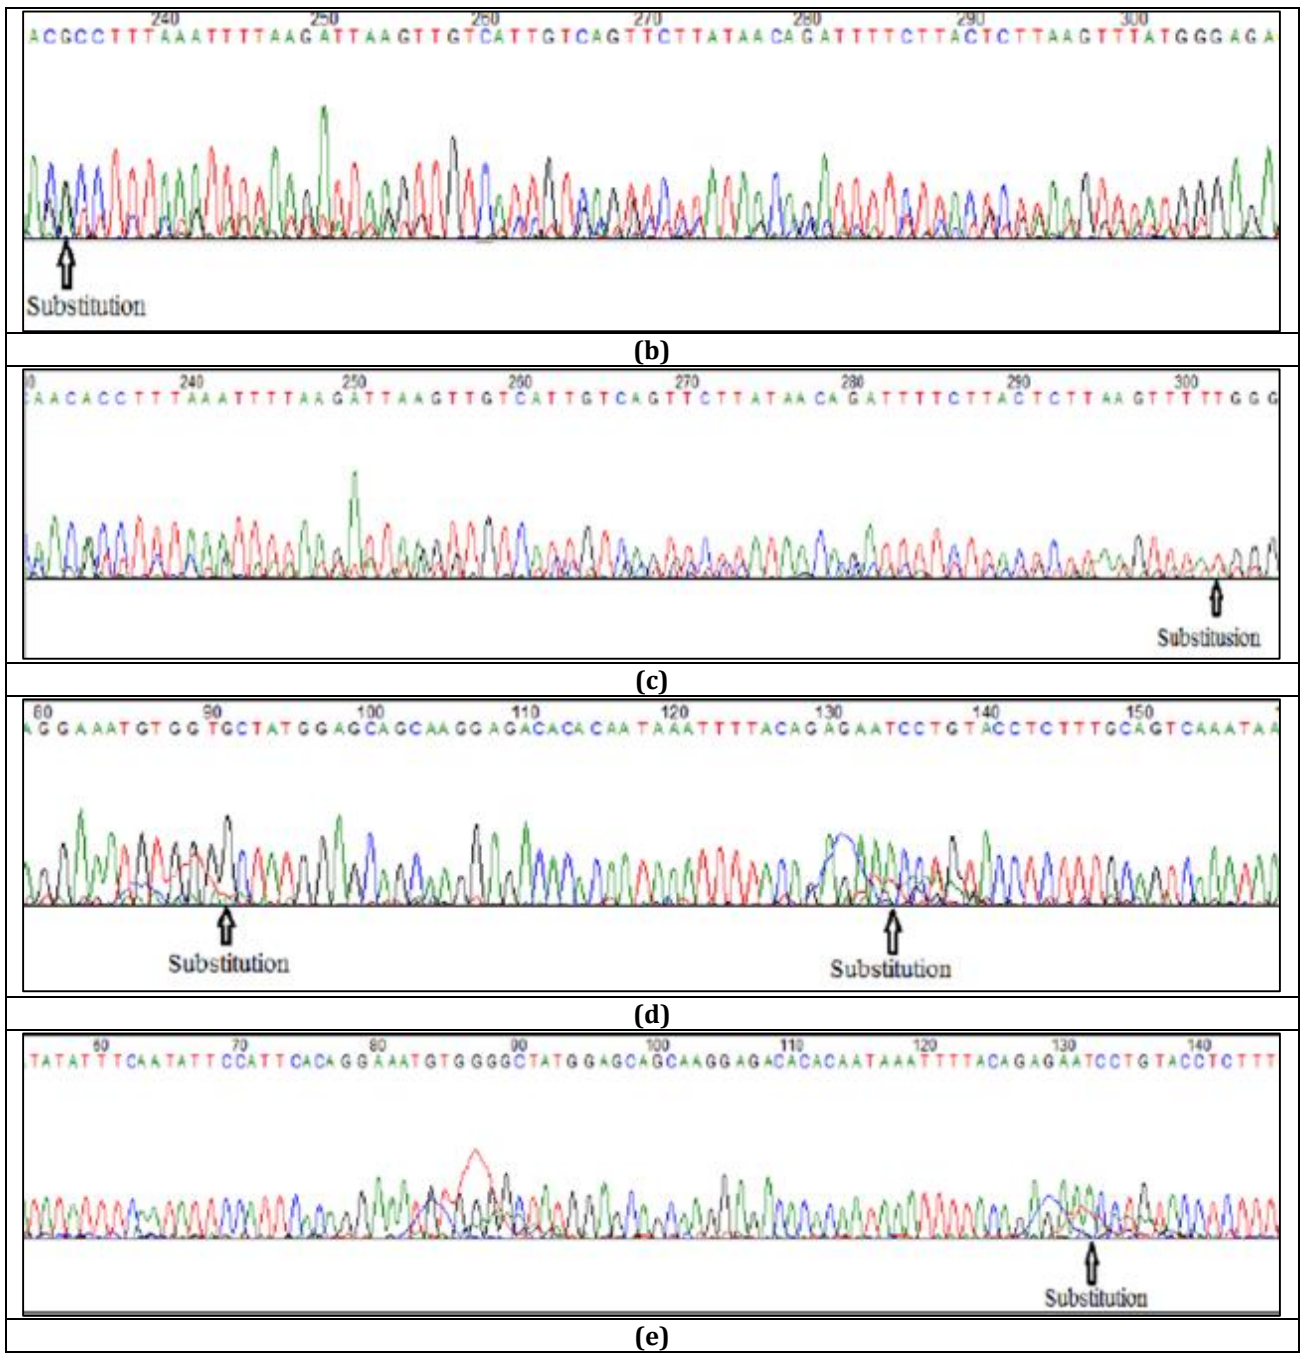 240 250 260 270 280 290 300
ACGCCTTTAAATTTTAAGATTAAGTTGTCATTGTCAGTTCTTATAACAGATTTTCTTACTCTTAAGTTTATGGGAGA
Substitution
(b)
240 250 260 270 280 290 300
AACACCTTTAAATTTTAAGATTAAGTTGTCATTGTCAGTTCTTATAACAGATTTTCTTACTCTTAAGTTTTTGGG
Substitusion
(c)
80 90 100 110 120 130 140 150
AGGAAATGTGGTGCTATGGAGCAGCAAGGAGACACACAATAAATTTTACAGAGAATCCTGTACCTCTTTGCAGTCAAATAA
Substitution Substitution
(d)
60 70 80 90 100 110 120 130 140
TATATTTCAATATTCCATTCACAGGAAATGTGGGGCTATGGAGCAGCAAGGAGACACACAATAAATTTTACAGAGAATCCTGTACCTCTTT
Substitution
(e)